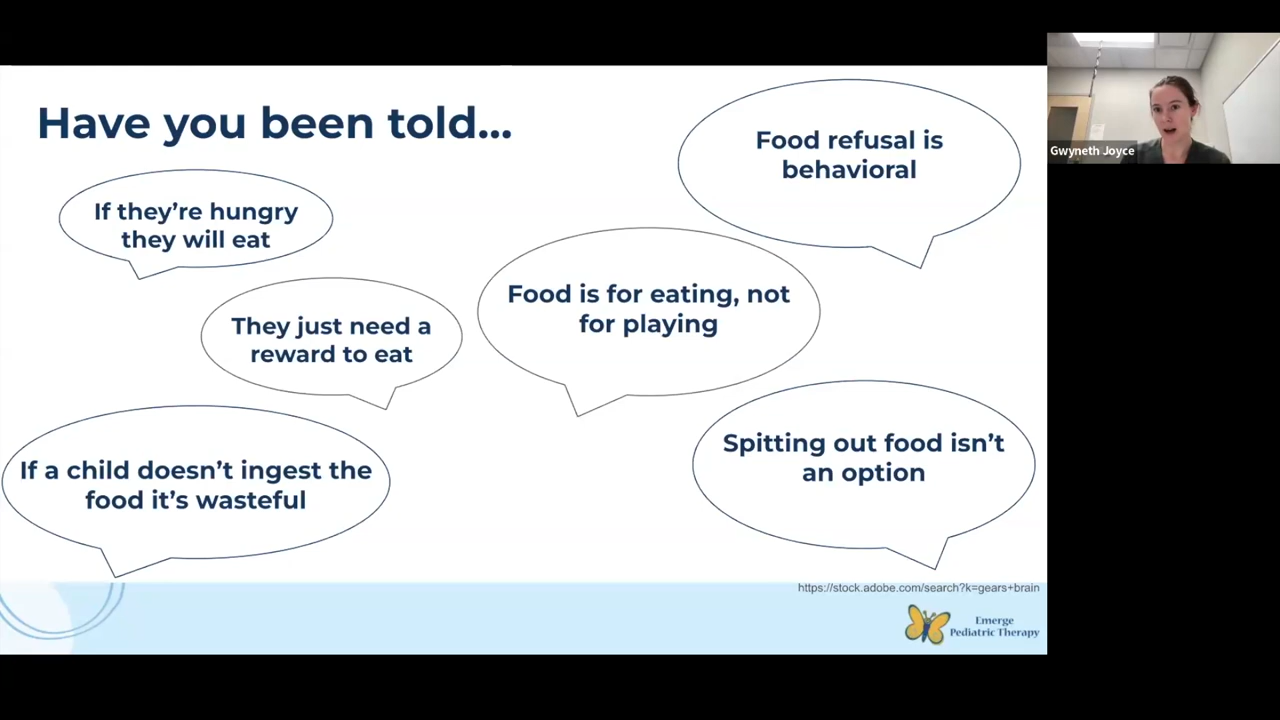 Have you been told...
Food refusal is
behavioral
If they're hungry
they will eat
Food is for eating, not
for playing
They just need a
reward to eat
If a child doesn't ingest the
food it's wasteful
Spitting out food isn't
an option
https://stock.adobe.com/search?k=gears+brain
Emerge
Pediatric Therapy
Gwyneth Joyce